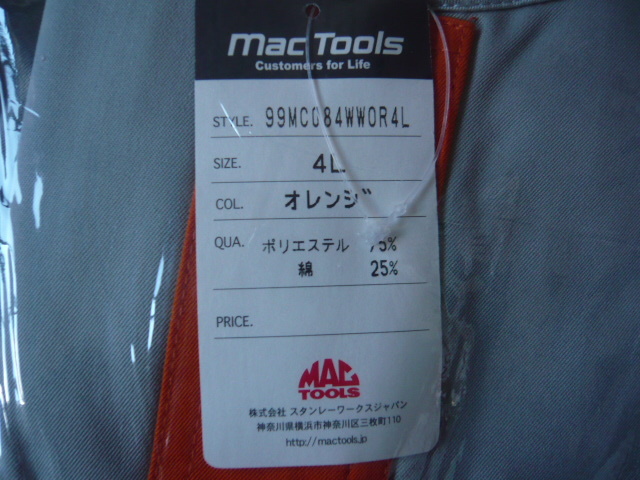 mac Tools
Customers for Life
STYLE. 99MC084WWOR4L
SIZE. 4L
COL. オレンジ
QUA. ポリエステル 75%
綿 25%
PRICE.
MAC
TOOLS
株式会社 スタンレーワークスジャパン
神奈川県横浜市神奈川区三枚町110
http://mactools.jp